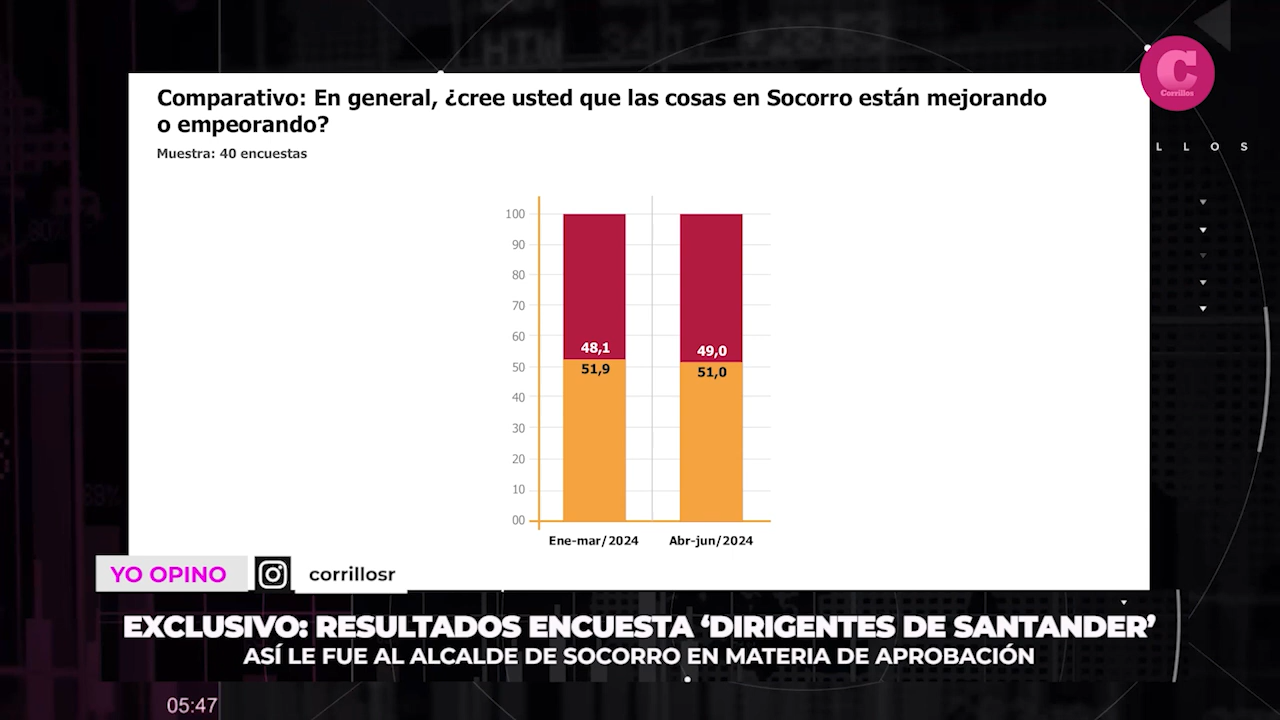 Comparativo: En general, ¿cree usted que las cosas en Socorro están mejorando
o empeorando?
Muestra: 40 encuestas
C
Corrillos
L L O S
100
90
80
70
60
50
40
30
20
10
00
48,1
51,9
49,0
51,0
Ene-mar/2024
Abr-jun/2024
YO OPINO
corrillosr
EXCLUSIVO: RESULTADOS ENCUESTA ‘DIRIGENTES DE SANTANDER’
ASÍ LE FUE AL ALCALDE DE SOCORRO EN MATERIA DE APROBACIÓN
05:47